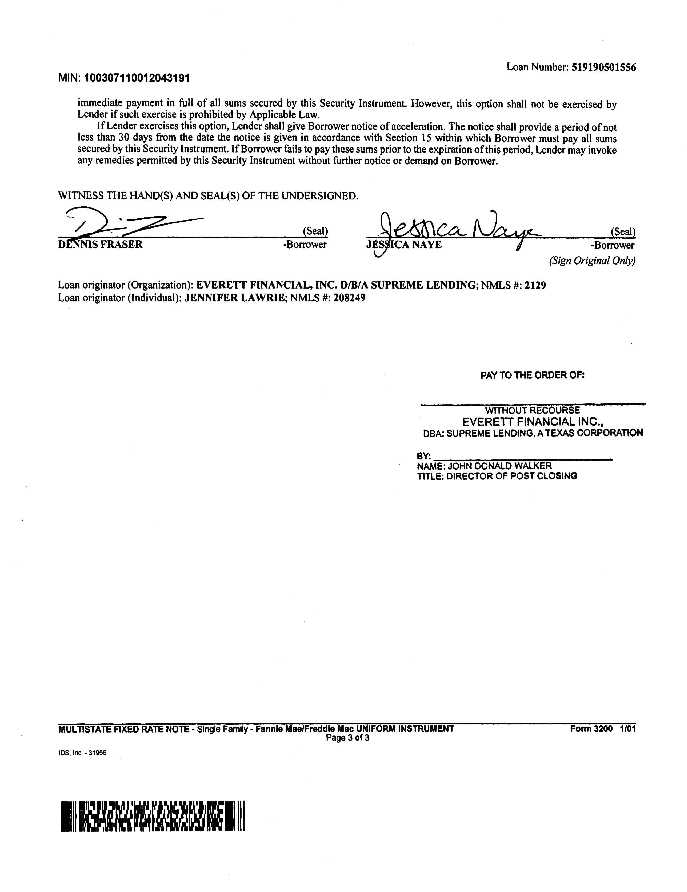 Loan Number: 519190501556
MIN: 100307110012043191
immediate payment in full of all sums secured by this Security Instrument. However, this option shall not be exercised by
Lender if such exercise is prohibited by Applicable Law.
If Lender exercises this option, Lender shall give Borrower notice of acceleration. The notice shall provide a period of not
less than 30 days from the date the notice is given in accordance with Section 15 within which Borrower must pay all sums
secured by this Security Instrument. If Borrower fails to pay these sums prior to the expiration of this period, Lender may invoke
any remedies permitted by this Security Instrument without further notice or demand on Borrower.
WITNESS THE HAND(S) AND SEAL(S) OF THE UNDERSIGNED.
(Seal) Jessica Naye (Seal)
DENNIS FRASER -Borrower JESSICA NAYE -Borrower
(Sign Original Only)
Loan originator (Organization): EVERETT FINANCIAL, INC. D/B/A SUPREME LENDING; NMLS #: 2129
Loan originator (Individual): JENNIFER LAWRIE; NMLS #: 208249
PAY TO THE ORDER OF:
WITHOUT RECOURSE
EVERETT FINANCIAL INC.,
DBA: SUPREME LENDING, A TEXAS CORPORATION
BY:
NAME: JOHN DONALD WALKER
TITLE: DIRECTOR OF POST CLOSING
MULTISTATE FIXED RATE NOTE - Single Family - Fannie Mae/Freddie Mac UNIFORM INSTRUMENT Form 3200 1/01
Page 3 of 3
IDS, Inc. - 31966